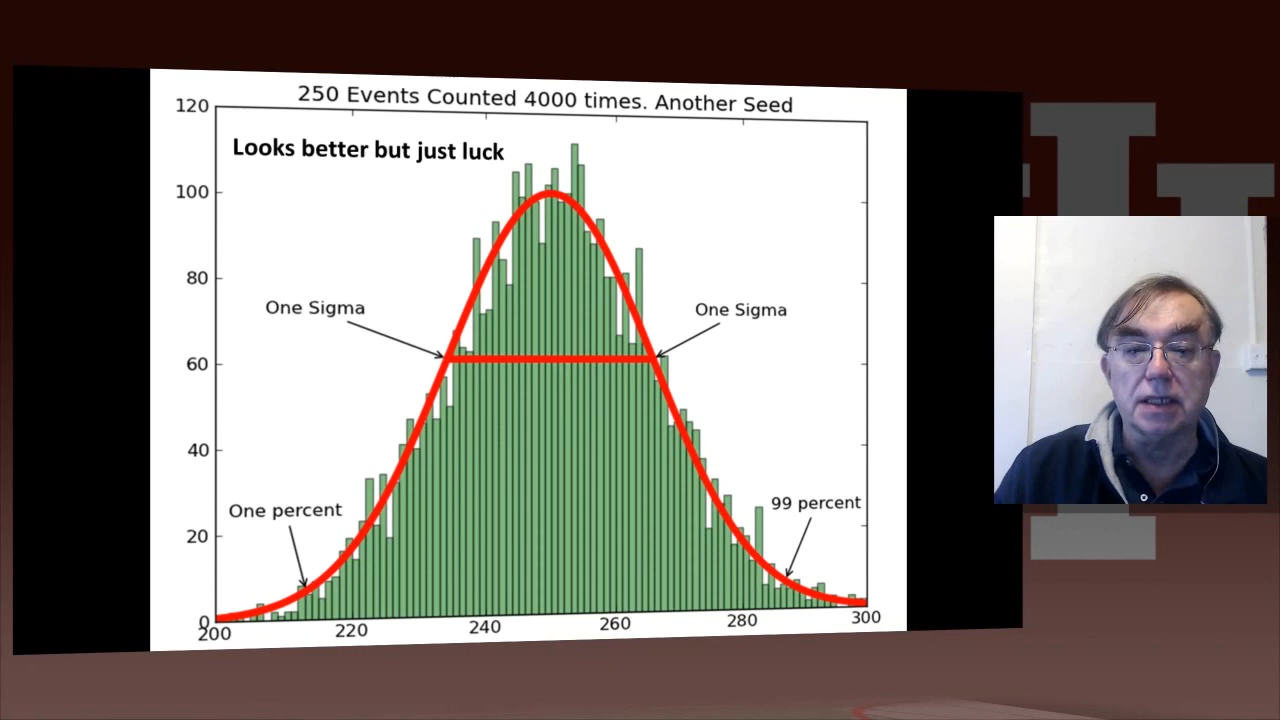 250 Events Counted 4000 times. Another Seed
Looks better but just luck
120
100
80
60
40
20
0
One Sigma
One Sigma
One percent
99 percent
200
220
240
260
280
300